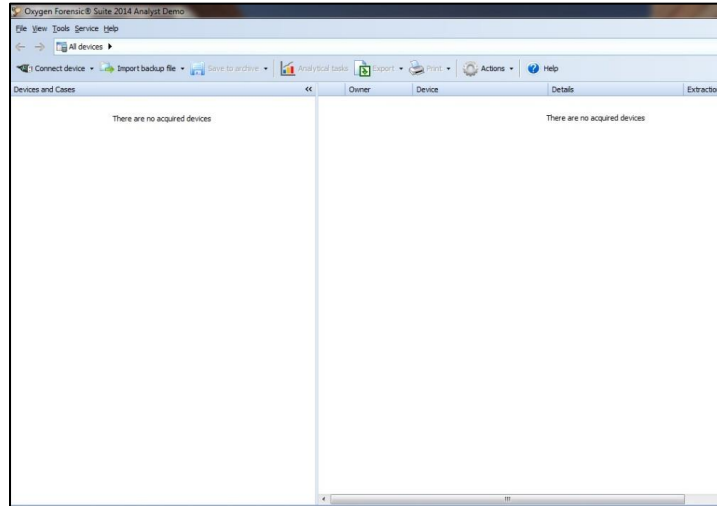 Oxygen Forensic® Suite 2014 Analyst Demo
File View Tools Service Help
All devices
Connect device Import backup file Save to archive Analytical tasks Export Print Actions Help
Devices and Cases << Owner Device Details Extractio
There are no acquired devices There are no acquired devices